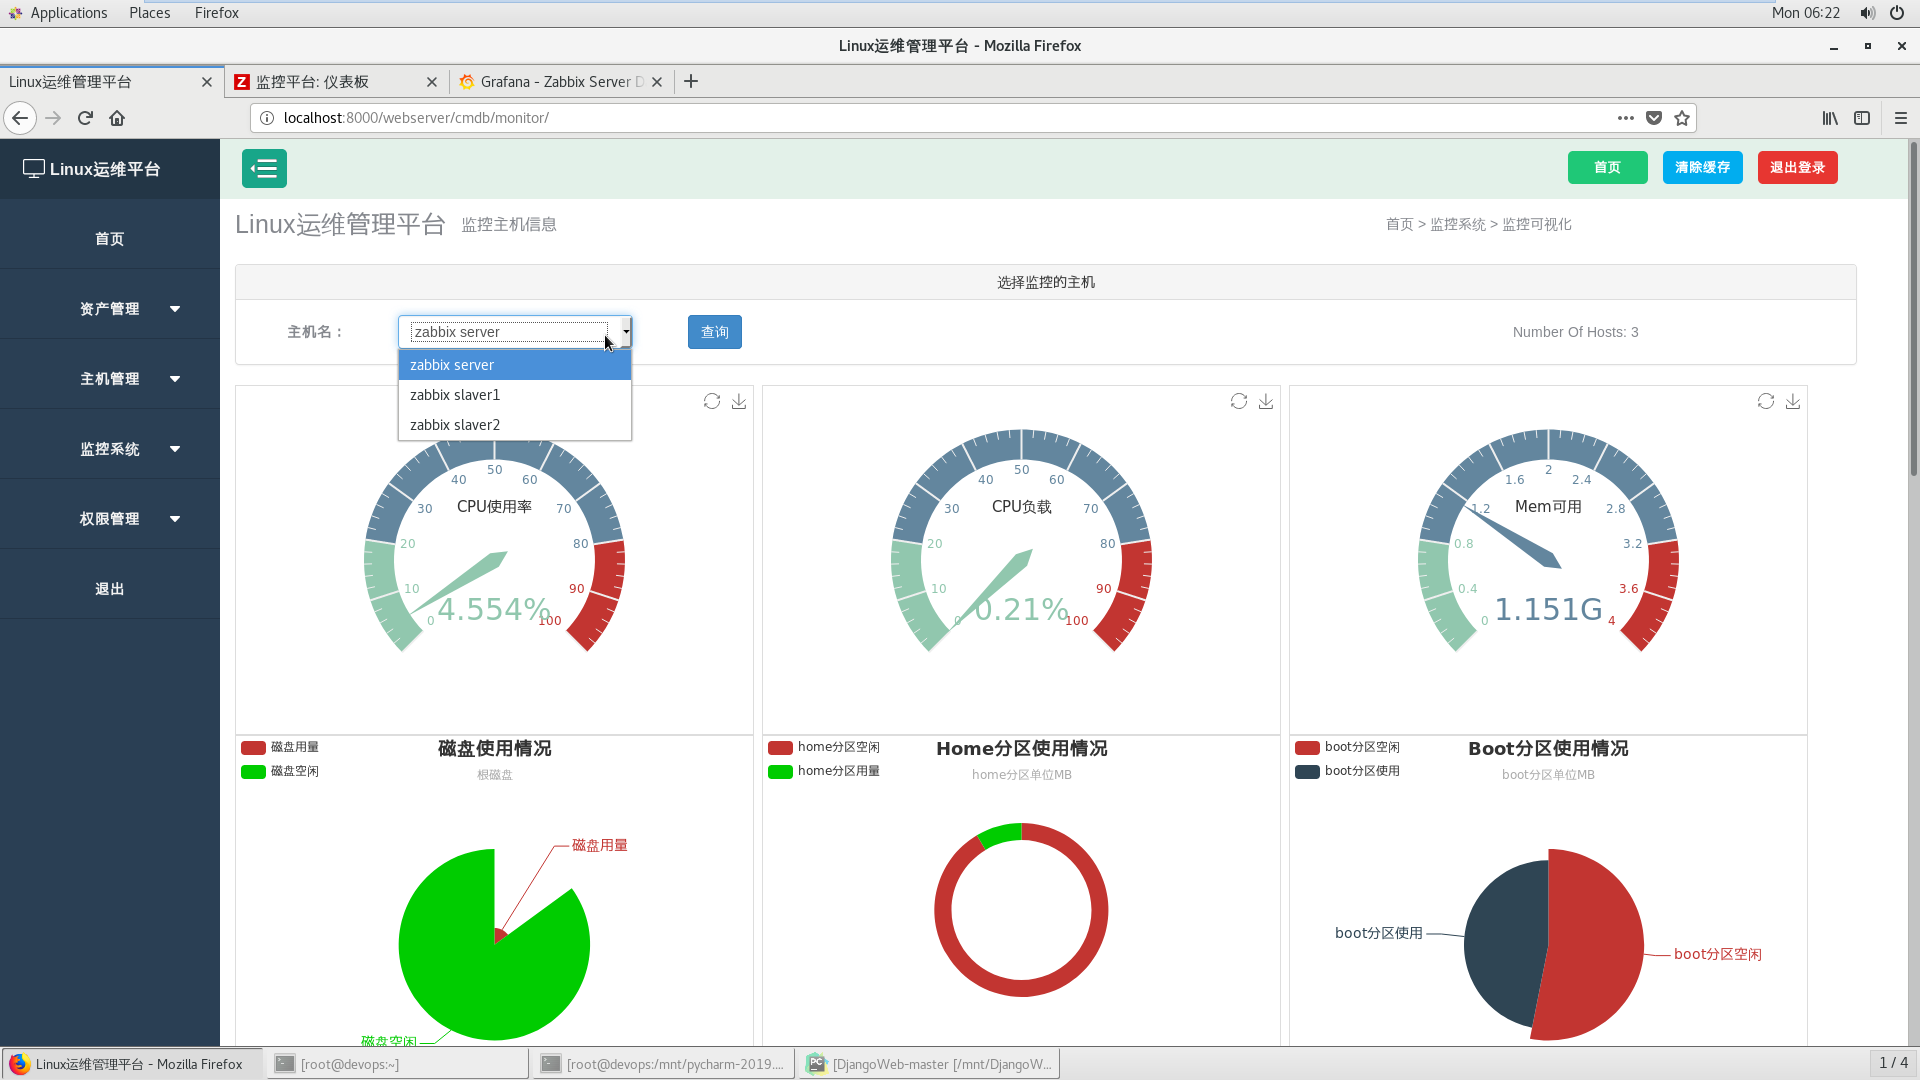 Applications Places Firefox Mon 06:22
Linux运维管理平台 - Mozilla Firefox
Linux运维管理平台 监控平台: 仪表板 Grafana - Zabbix Server D
localhost:8000/webserver/cmdb/monitor/
Linux运维平台
首页 清除缓存 退出登录
Linux运维管理平台 监控主机信息
首页 > 监控系统 > 监控可视化
首页
资产管理
主机管理
监控系统
权限管理
退出
选择监控的主机
主机名： zabbix server 查询 Number Of Hosts: 3
zabbix server
zabbix slaver1
zabbix slaver2
CPU使用率
0 10 20 30 40 50 60 70 80 90 100
4.554%
CPU负载
0 10 20 30 40 50 60 70 80 90 100
0.21%
Mem可用
0 0.4 0.8 1.2 1.6 2 2.4 2.8 3.2 3.6 4
1.151G
磁盘用量
磁盘空闲
磁盘使用情况
根磁盘
磁盘用量
磁盘空闲
home分区空闲
home分区用量
Home分区使用情况
home分区单位MB
boot分区空闲
boot分区使用
Boot分区使用情况
boot分区单位MB
boot分区使用
boot分区空闲
Linux运维管理平台 - Mozilla Firefox [root@devops:~] [root@devops:/mnt/pycharm-2019.... [DjangoWeb-master [/mnt/DjangoW... 1 / 4